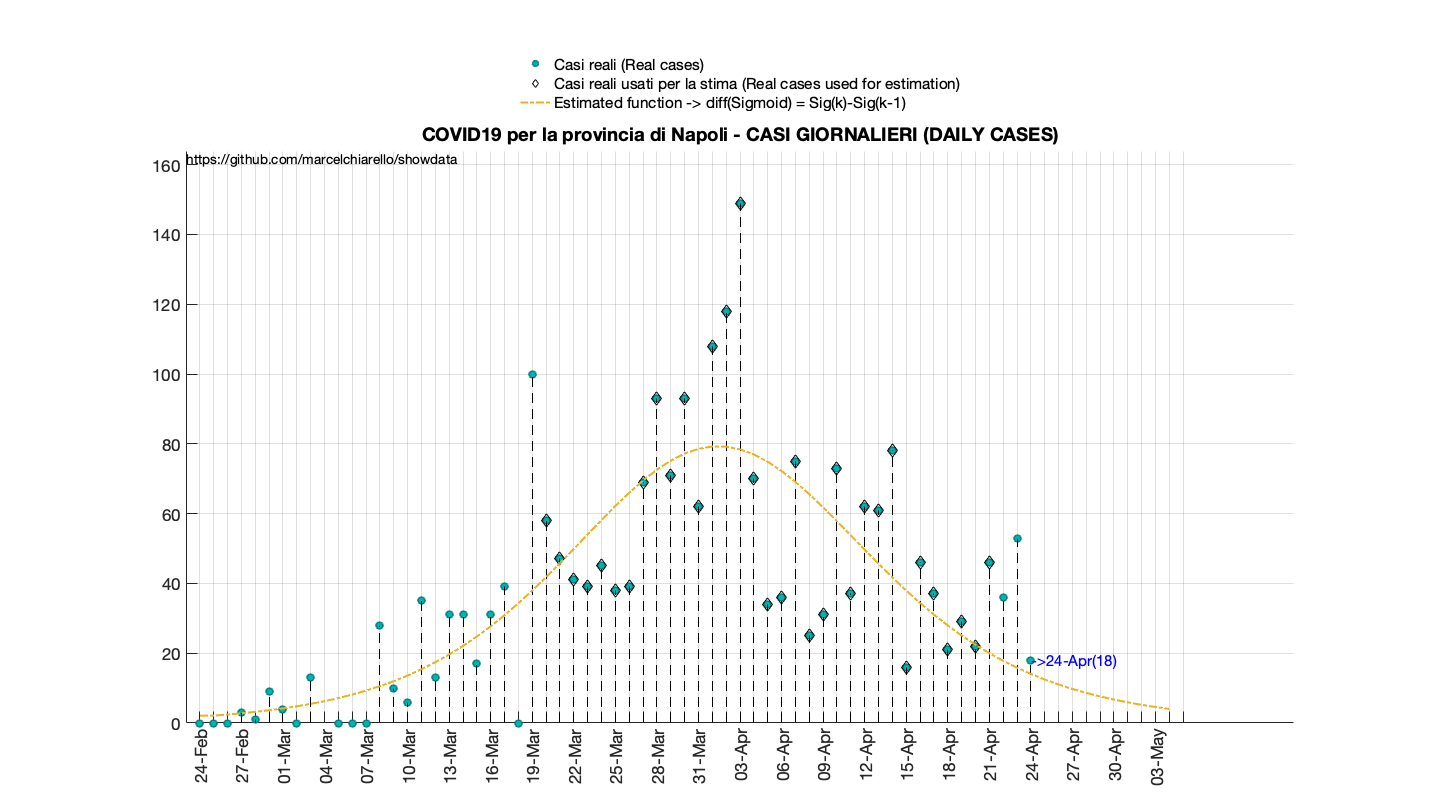 Casi reali (Real cases)
Casi reali usati per la stima (Real cases used for estimation)
Estimated function -> diff(Sigmoid) = Sig(k)-Sig(k-1)
COVID19 per la provincia di Napoli - CASI GIORNALIERI (DAILY CASES)
https://github.com/marcelchiarello/showdata
160
140
120
100
80
60
40
20
0
->24-Apr(18)
24-Feb
27-Feb
01-Mar
04-Mar
07-Mar
10-Mar
13-Mar
16-Mar
19-Mar
22-Mar
25-Mar
28-Mar
31-Mar
03-Apr
06-Apr
09-Apr
12-Apr
15-Apr
18-Apr
21-Apr
24-Apr
27-Apr
30-Apr
03-May